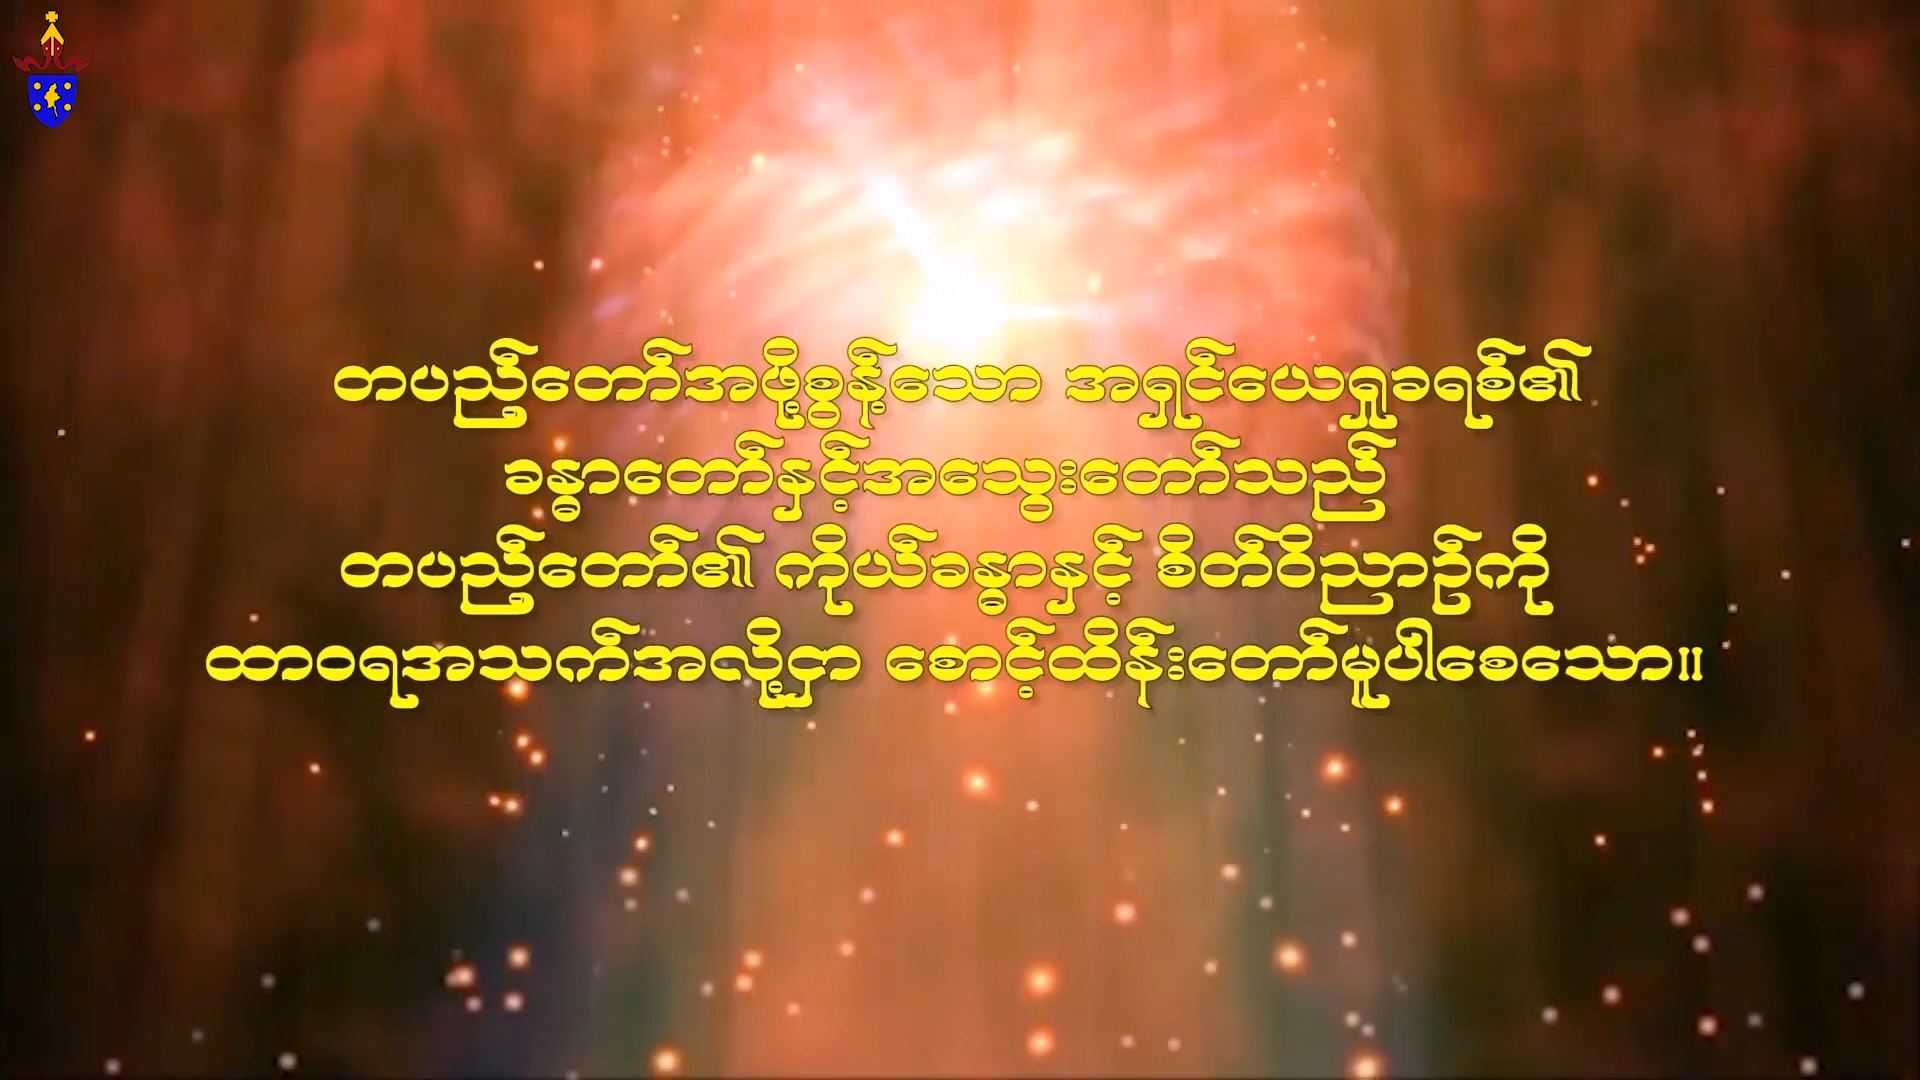 တပည့်တော်အဖို့စွန့်သော အရှင်ယေရှုခရစ်၏
ခန္ဓာတော်နှင့်အသွေးတော်သည်
တပည့်တော်၏ ကိုယ်ခန္ဓာနှင့် စိတ်ဝိညာဉ်ကို
ထာဝရအသက်အလို့ငှာ စောင့်ထိန်းတော်မူပါစေသော။